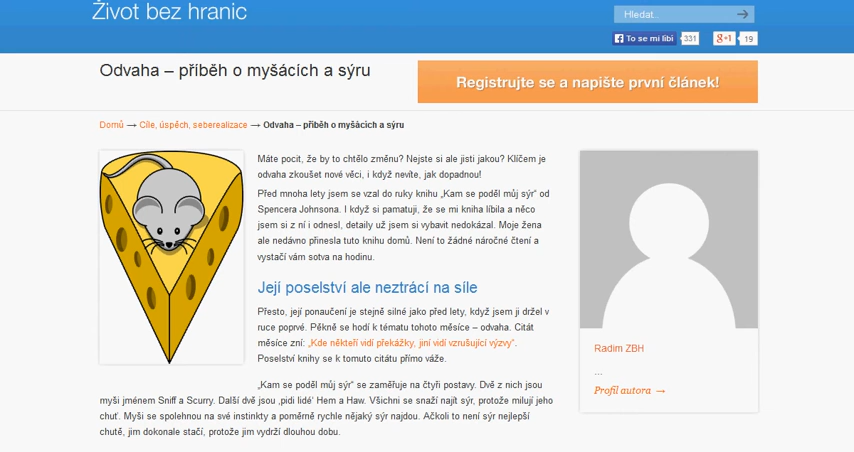 Život bez hranic
Hledat...
To se mi líbí 331
g+1 19
Odvaha – příběh o myšácích a sýru
Registrujte se a napište první článek!
Domů → Cíle, úspěch, seberealizace → Odvaha – příběh o myšácích a sýru
Máte pocit, že by to chtělo změnu? Nejste si ale jisti jakou? Klíčem je
odvaha zkoušet nové věci, i když nevíte, jak dopadnou!
Před mnoha lety jsem se vzal do ruky knihu „Kam se poděl můj sýr“ od
Spencera Johnsona. I když si pamatuji, že se mi kniha líbila a něco
jsem si z ní i odnesl, detaily už jsem si vybavit nedokázal. Moje žena
ale nedávno přinesla tuto knihu domů. Není to žádné náročné čtení a
vystačí vám sotva na hodinu.
Její poselství ale neztrácí na síle
Přesto, její ponaučení je stejně silné jako před lety, když jsem ji držel v
ruce poprvé. Pěkně se hodí k tématu tohoto měsíce – odvaha. Citát
měsíce zní: „Kde někteří vidí překážky, jiní vidí vzrušující výzvy“.
Poselství knihy se k tomuto citátu přímo váže.
„Kam se poděl můj sýr“ se zaměřuje na čtyři postavy. Dvě z nich jsou
myši jménem Sniff a Scurry. Další dvě jsou ‚pidi lidé‘ Hem a Haw. Všichni se snaží najít sýr, protože milují jeho
chuť. Myši se spolehnou na své instinkty a poměrně rychle nějaký sýr najdou. Ačkoli to není sýr nejlepší
chutě, jim dokonale stačí, protože jim vydrží dlouhou dobu.
Radim ZBH
...
Profil autora →